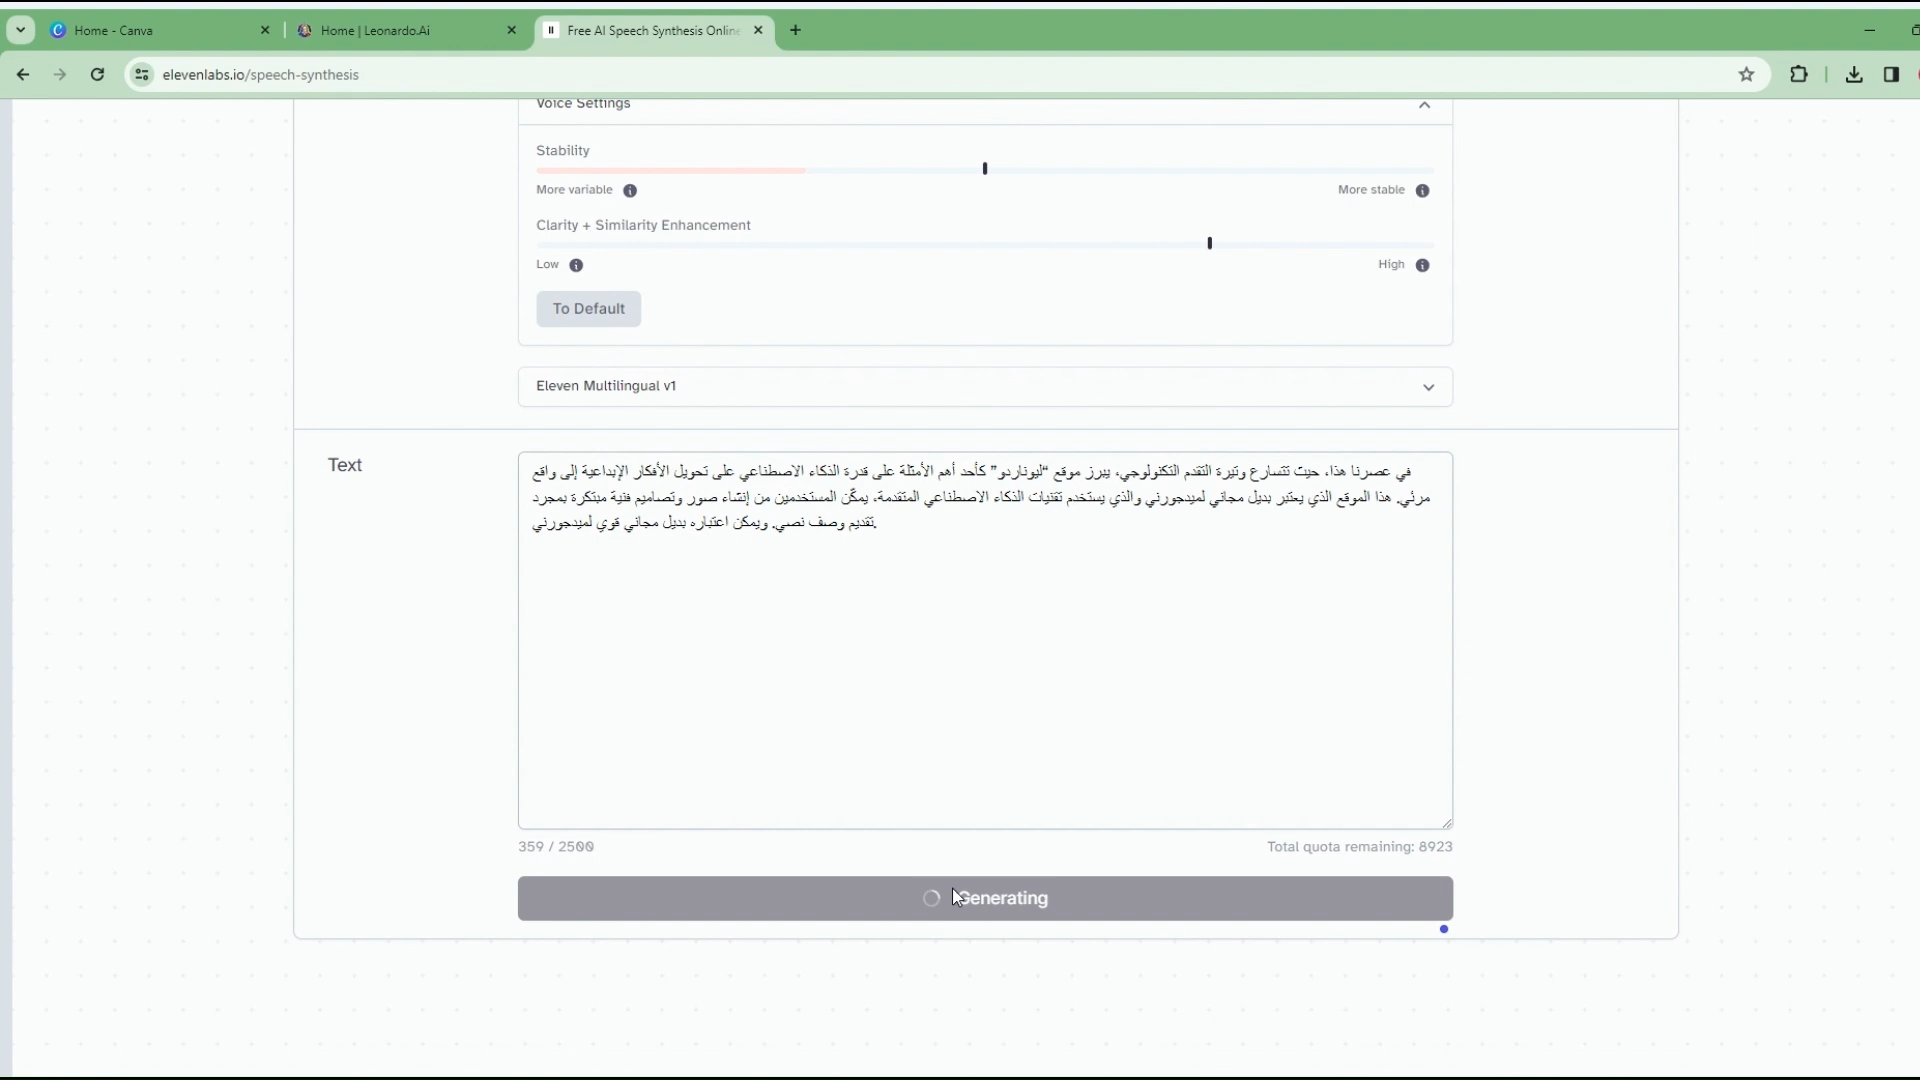 Home - Canva
Home | Leonardo.Ai
Free AI Speech Synthesis Online
elevenlabs.io/speech-synthesis
Voice Settings
Stability
More variable
More stable
Clarity + Similarity Enhancement
Low
High
To Default
Eleven Multilingual v1
Text
في عصرنا هذا، حيث تتسارع وتيرة التقدم التكنولوجي، يبرز موقع “ليوناردو” كأحد أهم الأمثلة على قدرة الذكاء الاصطناعي على تحويل الأفكار الإبداعية إلى واقع
مرئي. هذا الموقع الذي يعتبر بديل مجاني لميدجورني والذي يستخدم تقنيات الذكاء الاصطناعي المتقدمة، يمكّن المستخدمين من إنشاء صور وتصاميم فنية مبتكرة بمجرد
تقديم وصف نصي. ويمكن اعتباره بديل مجاني قوي لميدجورني.
359 / 2500
Total quota remaining: 8923
Generating